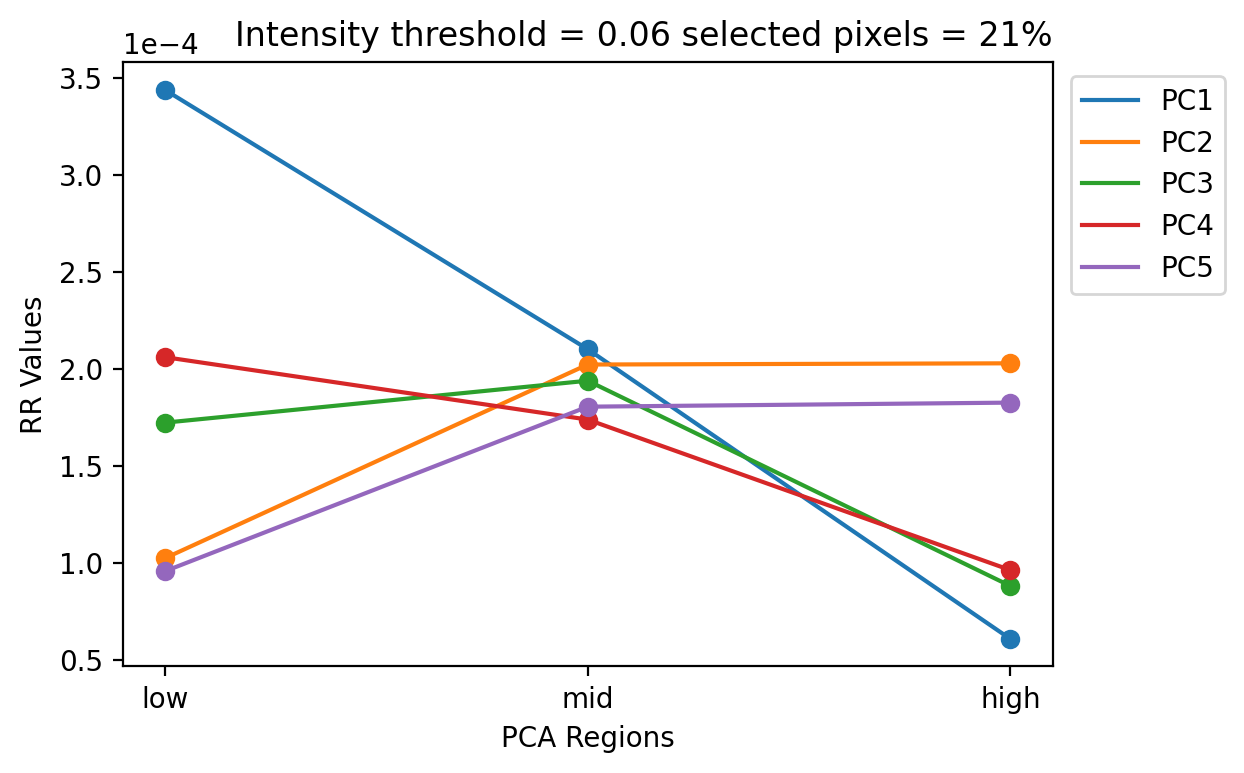 Intensity threshold = 0.06 selected pixels = 21%
1e−4
3.5
3.0
2.5
2.0
1.5
1.0
0.5
RR Values
low
mid
high
PCA Regions
PC1
PC2
PC3
PC4
PC5